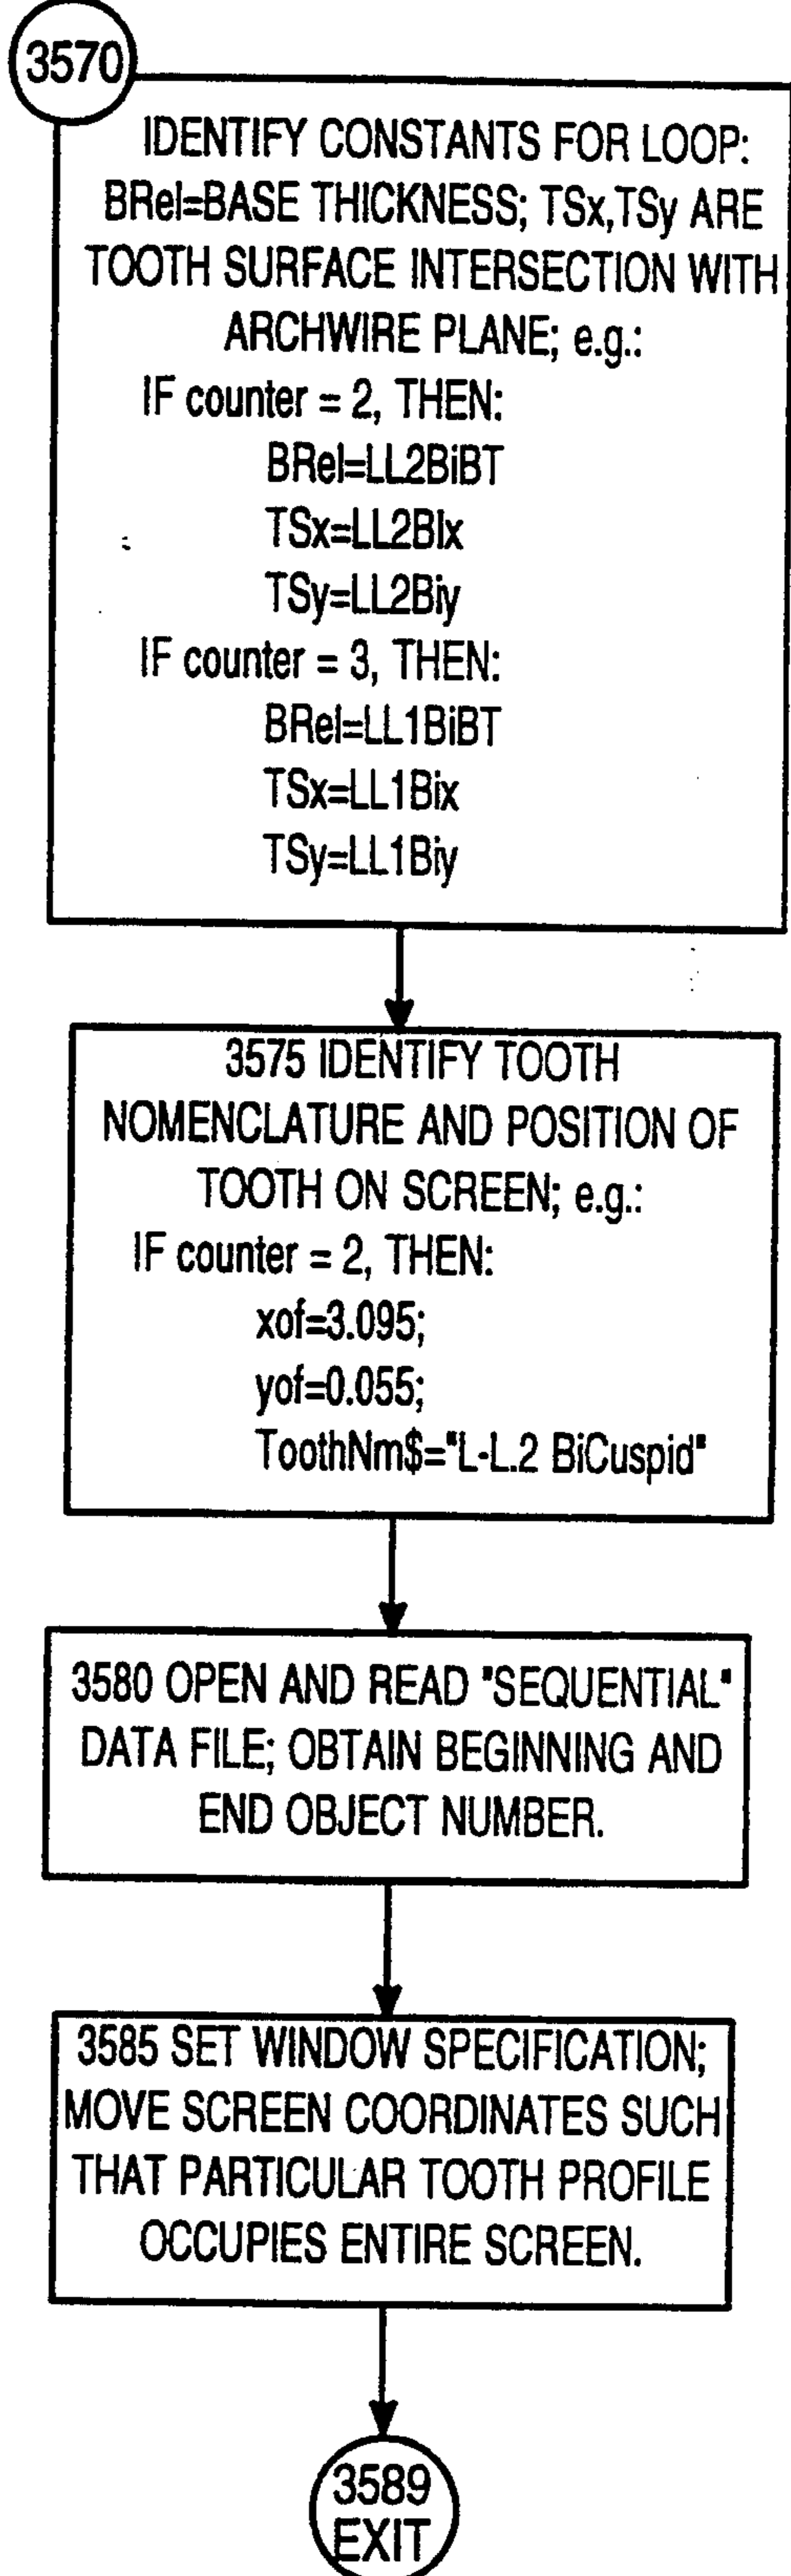 3570
IDENTIFY CONSTANTS FOR LOOP:
BRel=BASE THICKNESS; TSx,TSy ARE
TOOTH SURFACE INTERSECTION WITH
ARCHWIRE PLANE; e.g.:
IF counter = 2, THEN:
BRel=LL2BiBT
TSx=LL2BIx
TSy=LL2Biy
IF counter = 3, THEN:
BRel=LL1BiBT
TSx=LL1Bix
TSy=LL1Biy
3575 IDENTIFY TOOTH
NOMENCLATURE AND POSITION OF
TOOTH ON SCREEN; e.g.:
IF counter = 2, THEN:
xof=3.095;
yof=0.055;
ToothNm$="L-L.2 BiCuspid"
3580 OPEN AND READ "SEQUENTIAL"
DATA FILE; OBTAIN BEGINNING AND
END OBJECT NUMBER.
3585 SET WINDOW SPECIFICATION;
MOVE SCREEN COORDINATES SUCH
THAT PARTICULAR TOOTH PROFILE
OCCUPIES ENTIRE SCREEN.
3589
EXIT